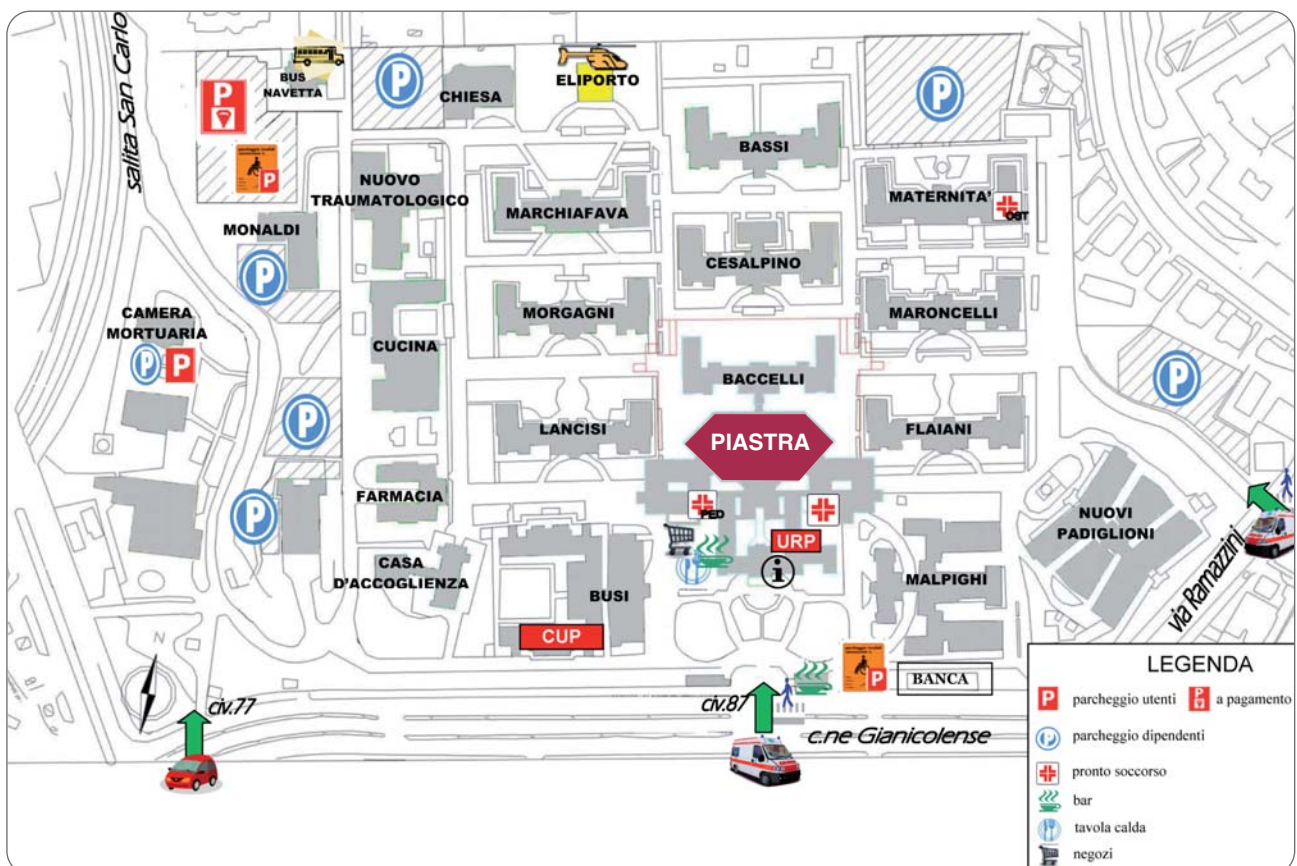 salita San Carlo
P
P
P
BUS
NAVETTA
P
CHIESA
ELIPORTO
P
BASSI
NUOVO
TRAUMATOLOGICO
MARCHIAFAVA
MATERNITA'
OST
MONALDI
P
CESALPINO
CAMERA
MORTUARIA
P
P
CUCINA
MORGAGNI
MARONCELLI
BACCELLI
P
P
LANCISI
PIASTRA
FLAIANI
FARMACIA
PED
P
NUOVI
PADIGLIONI
via Ramazzini
CASA
D'ACCOGLIENZA
BUSI
URP
i
MALPIGHI
CUP
N
P
BANCA
civ.77
civ.87
c.ne Gianicolense
LEGENDA
P parcheggio utenti P a pagamento
P parcheggio dipendenti
pronto soccorso
bar
tavola calda
negozi